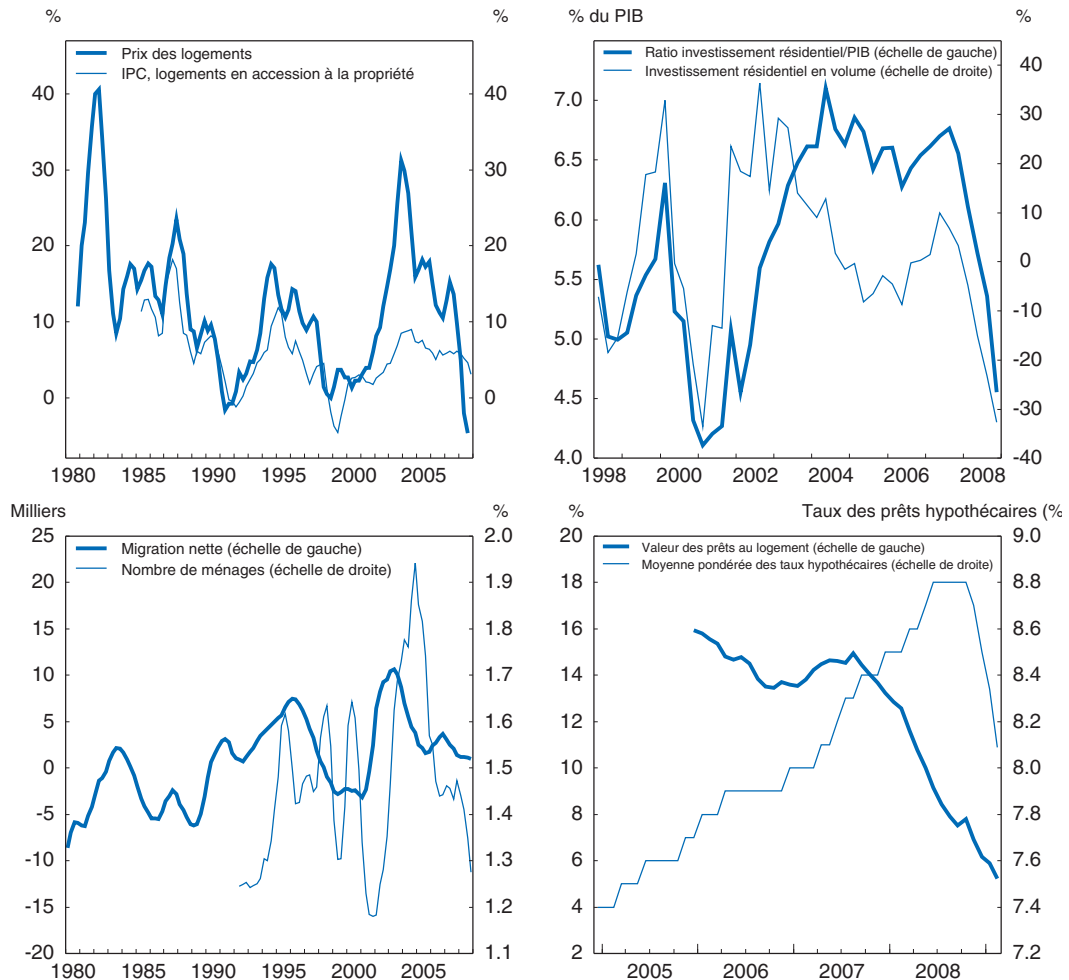 % %
Prix des logements
IPC, logements en accession à la propriété
40 40
30 30
20 20
10 10
0 0
1980 1985 1990 1995 2000 2005
% du PIB %
Ratio investissement résidentiel/PIB (échelle de gauche)
Investissement résidentiel en volume (échelle de droite)
40
7.0 30
6.5 20
6.0 10
5.5 0
-10
5.0 -20
4.5 -30
4.0 -40
1998 2000 2002 2004 2006 2008
Milliers %
Migration nette (échelle de gauche)
Nombre de ménages (échelle de droite)
25 2.0
20 1.9
15 1.8
10 1.7
5 1.6
0 1.5
-5 1.4
-10 1.3
-15 1.2
-20 1.1
1980 1985 1990 1995 2000 2005
% Taux des prêts hypothécaires (%
Valeur des prêts au logement (échelle de gauche)
Moyenne pondérée des taux hypothécaires (échelle de droite)
20 9.0
18 8.8
16 8.6
14 8.4
12 8.2
10 8.0
8 7.8
6 7.6
4 7.4
2 7.2
2005 2006 2007 2008